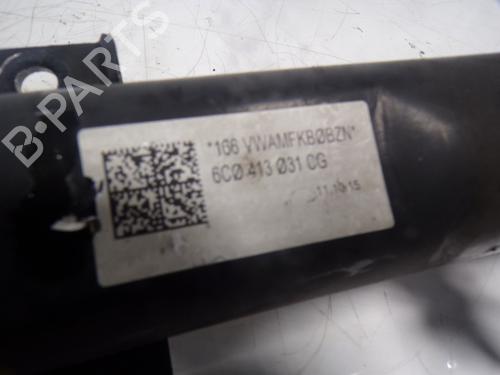 *166 VWAMFKB0BZN*
6C0 413 031 CG
11.10.15
B-PARTS